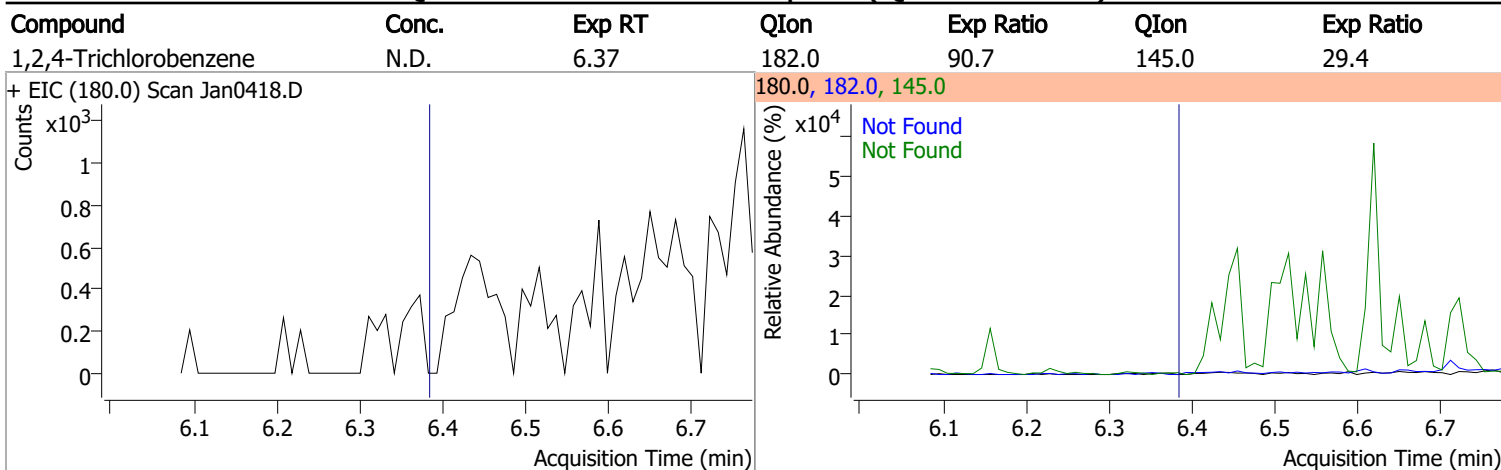 Compound Conc. Exp RT QIon Exp Ratio QIon Exp Ratio
1,2,4-Trichlorobenzene N.D. 6.37 182.0 90.7 145.0 29.4
+ EIC (180.0) Scan Jan0418.D
180.0, 182.0, 145.0
Counts
x10³
1
0.8
0.6
0.4
0.2
0
6.1 6.2 6.3 6.4 6.5 6.6 6.7
Acquisition Time (min)
Relative Abundance (%)
x10⁴
Not Found
Not Found
5
4
3
2
1
0
6.1 6.2 6.3 6.4 6.5 6.6 6.7
Acquisition Time (min)